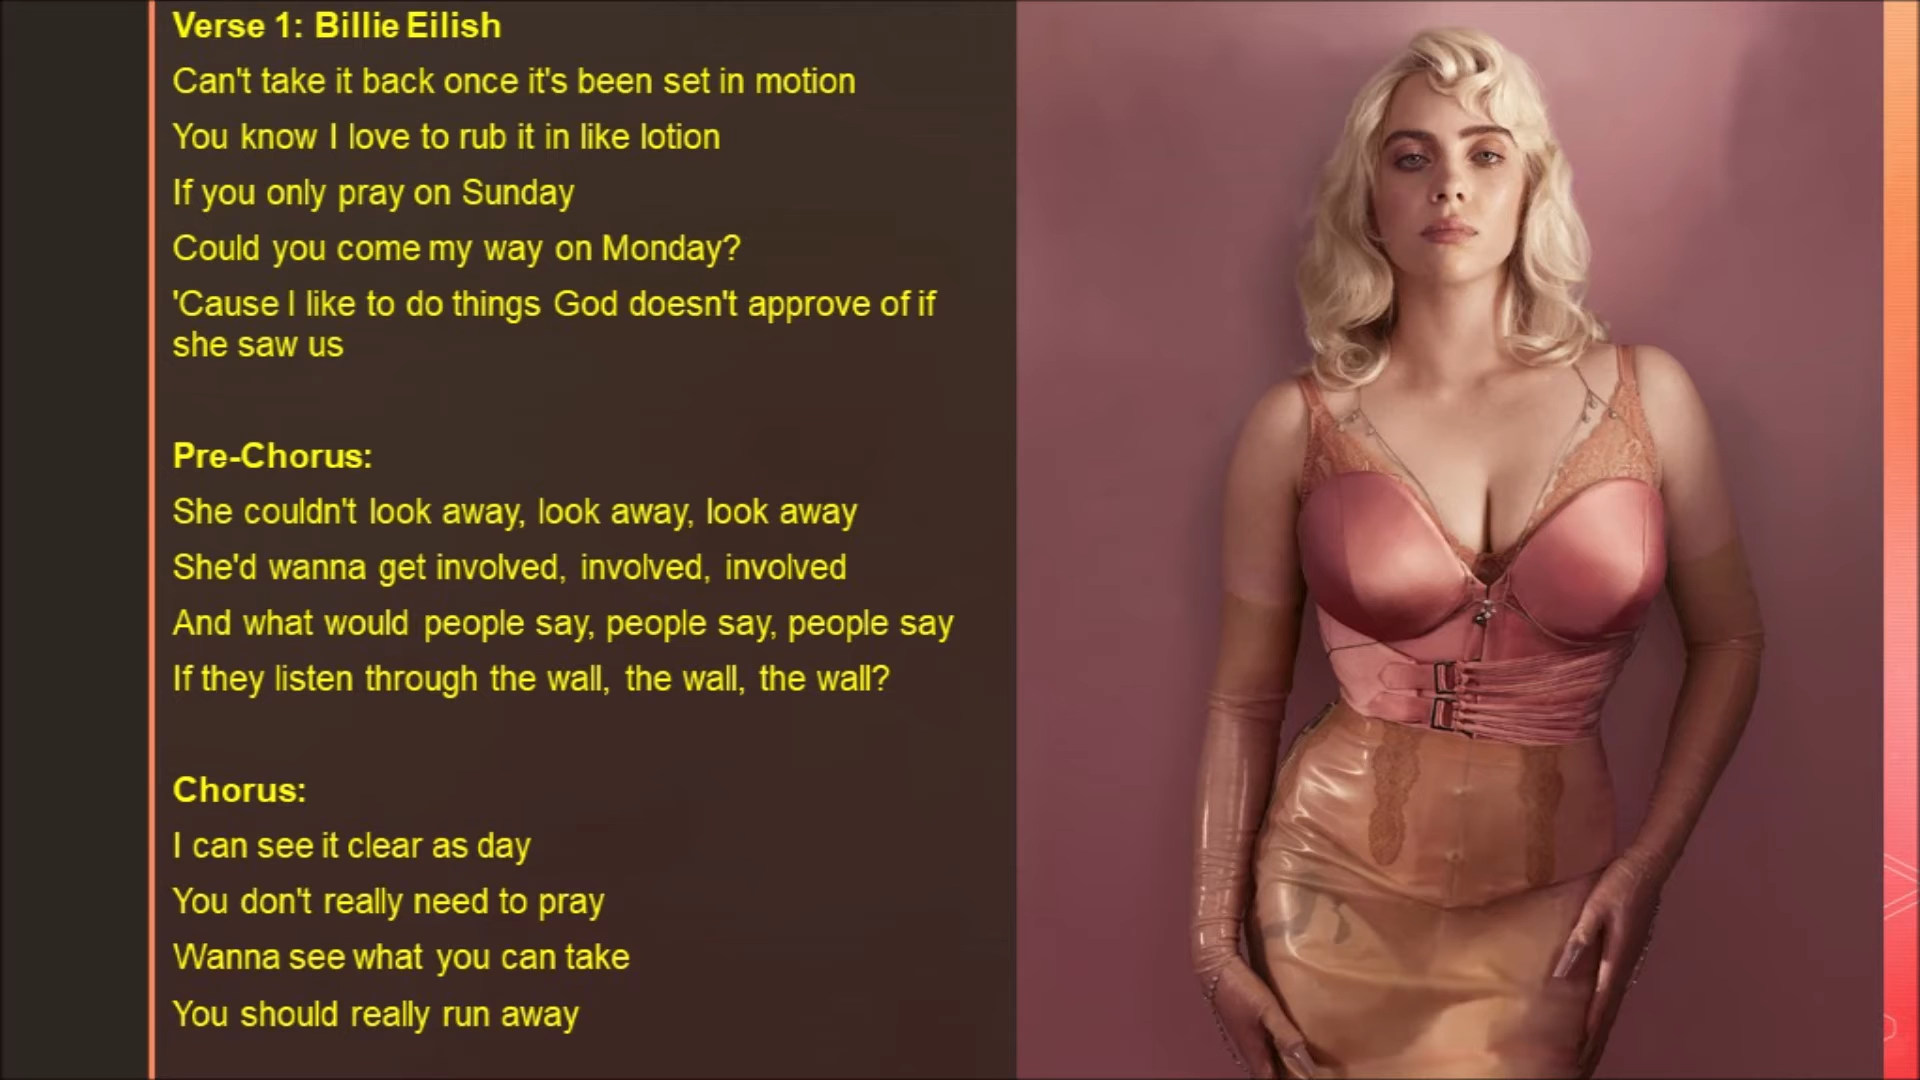 Verse 1: Billie Eilish
Can't take it back once it's been set in motion
You know I love to rub it in like lotion
If you only pray on Sunday
Could you come my way on Monday?
'Cause I like to do things God doesn't approve of if
she saw us
Pre-Chorus:
She couldn't look away, look away, look away
She'd wanna get involved, involved, involved
And what would people say, people say, people say
If they listen through the wall, the wall, the wall?
Chorus:
I can see it clear as day
You don't really need to pray
Wanna see what you can take
You should really run away